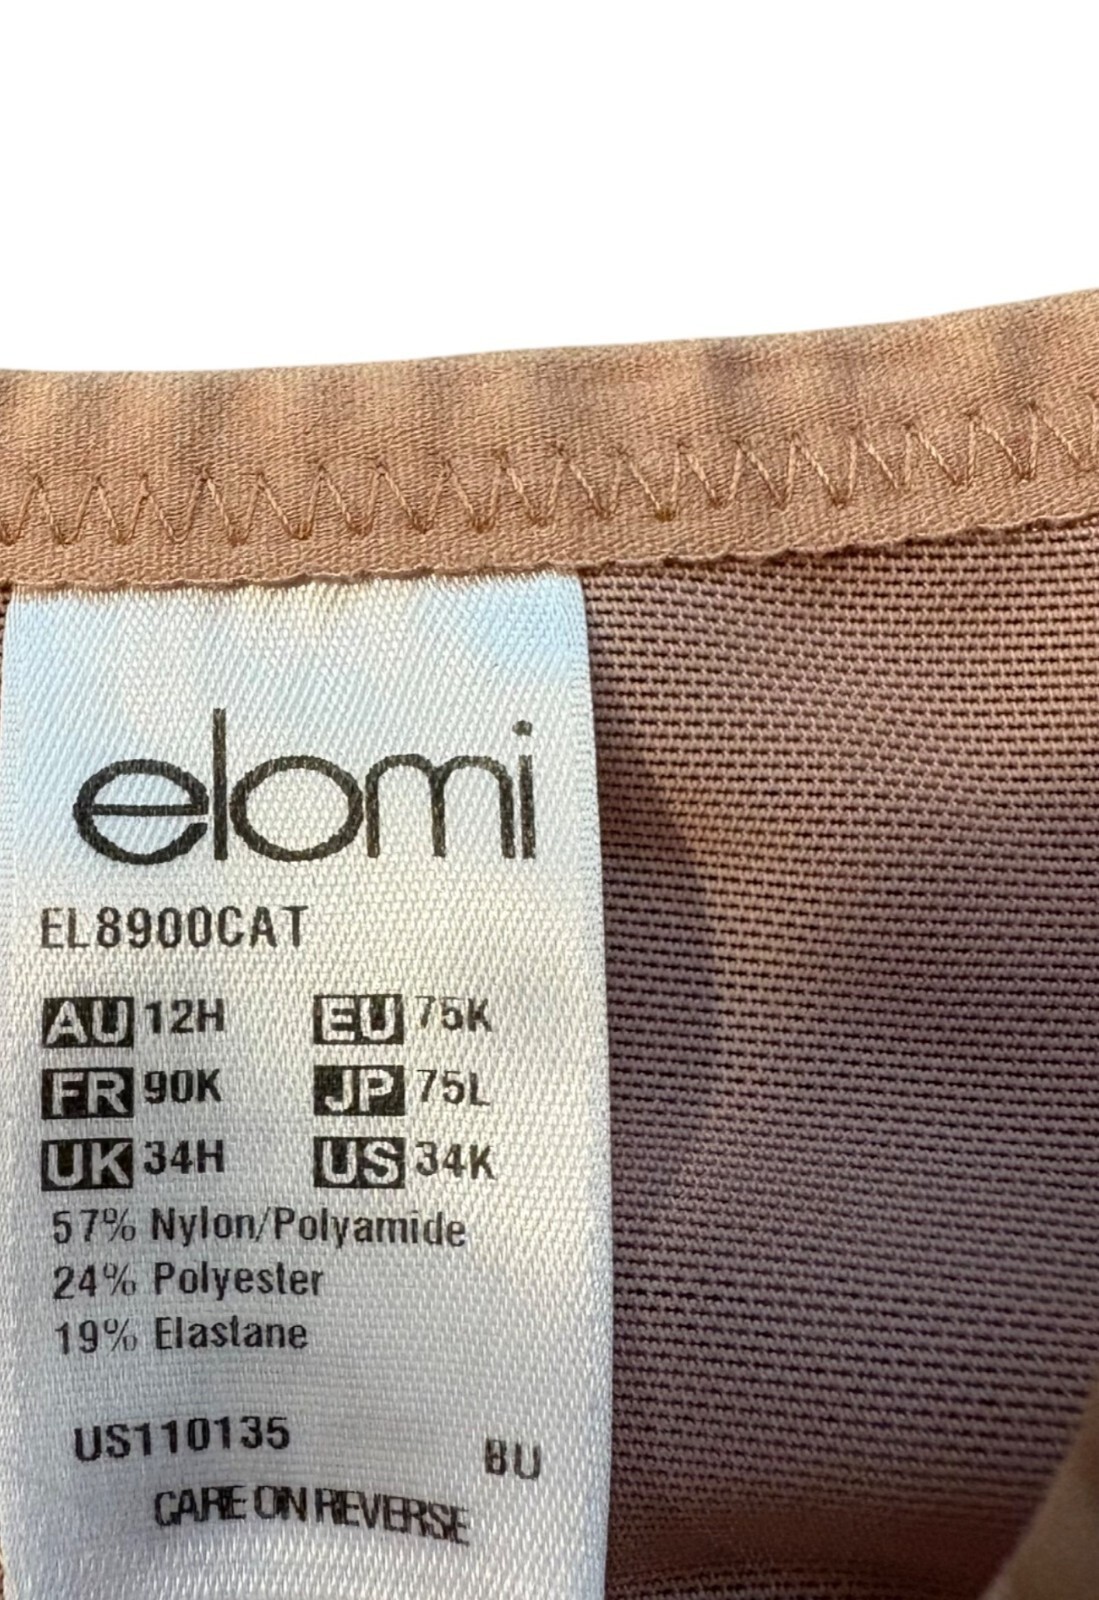 elomi
EL8900CAT
AU 12H EU 75K
FR 90K JP 75L
UK 34H US 34K
57% Nylon/Polyamide
24% Polyester
19% Elastane
US110135 BU
CARE ON REVERSE